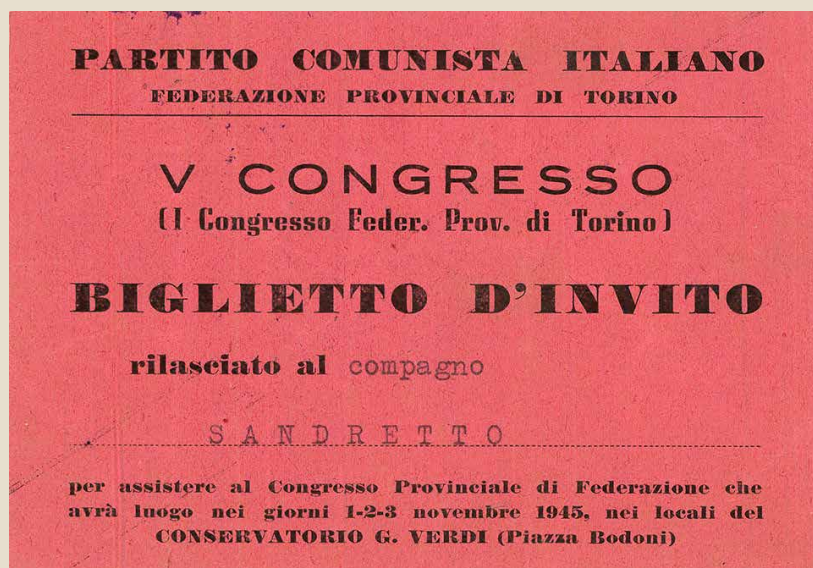 PARTITO COMUNISTA ITALIANO
FEDERAZIONE PROVINCIALE DI TORINO
V CONGRESSO
(I Congresso Feder. Prov. di Torino)
BIGLIETTO D'INVITO
rilasciato al compagno
SANDRETTO
per assistere al Congresso Provinciale di Federazione che
avrà luogo nei giorni 1-2-3 novembre 1945, nei locali del
CONSERVATORIO G. VERDI (Piazza Bodoni)